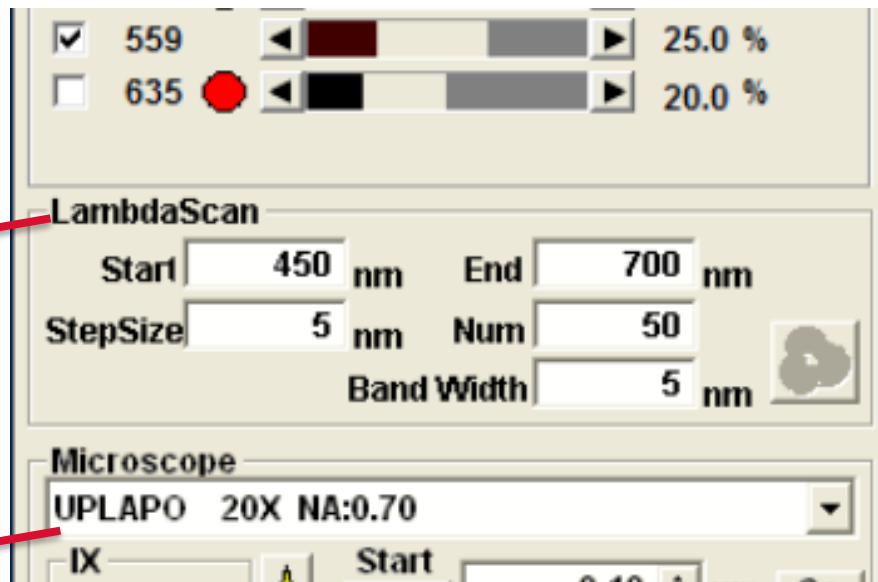 559 25.0 %
635 20.0 %
LambdaScan
Start 450 nm End 700 nm
StepSize 5 nm Num 50
Band Width 5 nm
Microscope
UPLAPO 20X NA:0.70
IX Start